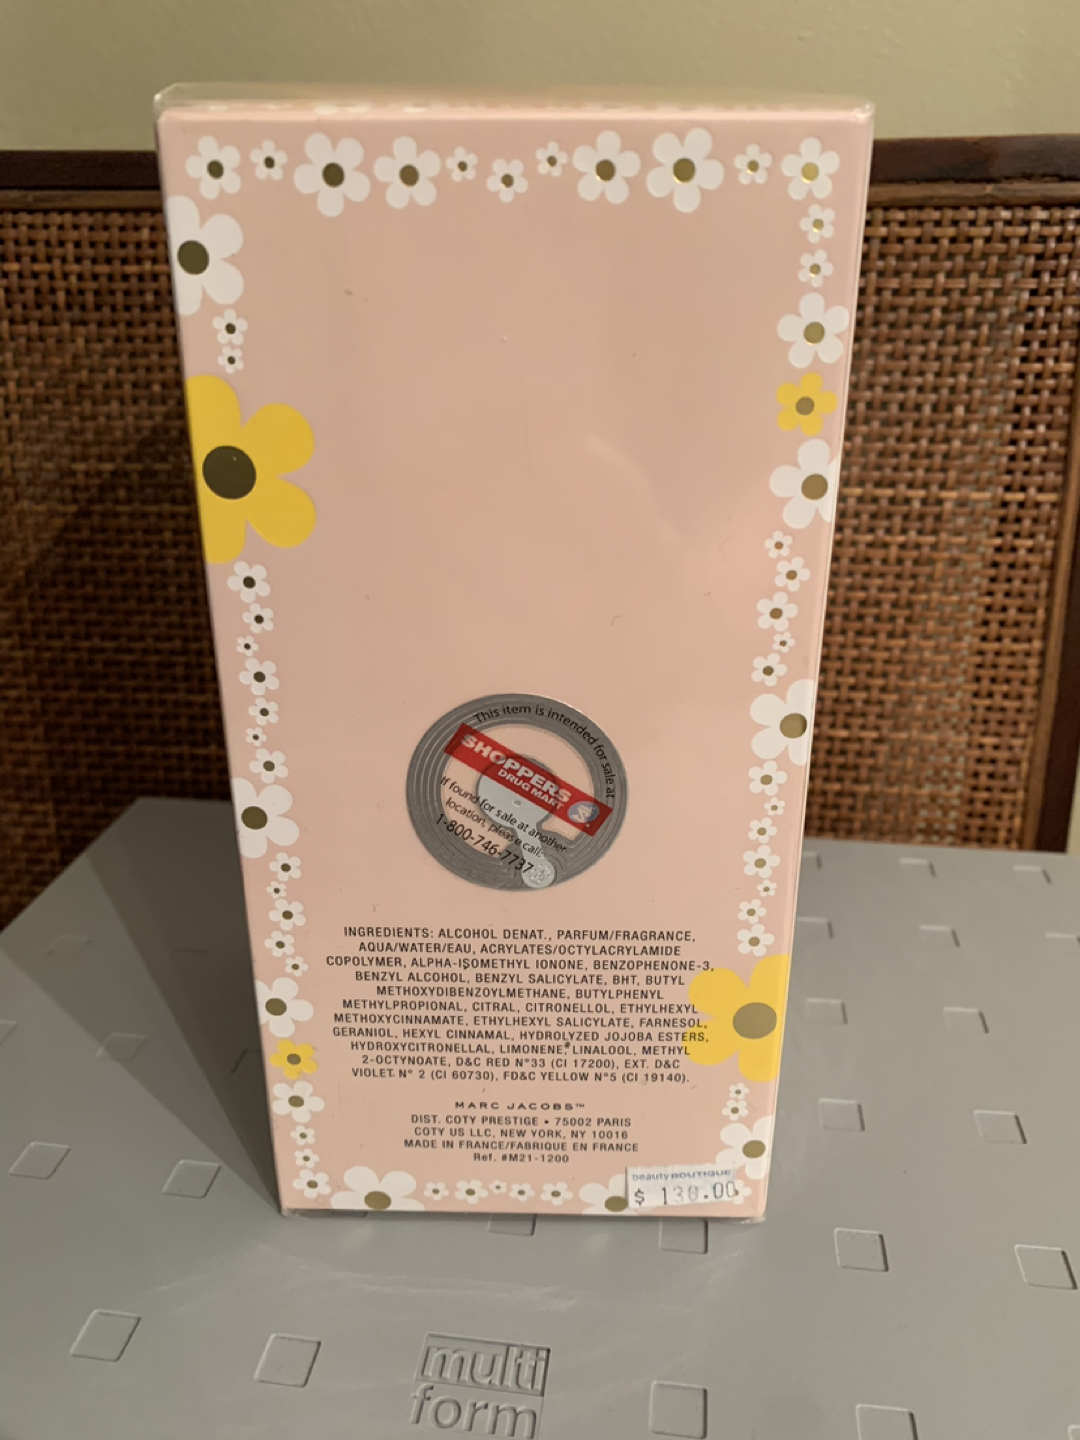 This item is intended for sale at
SHOPPERS
DRUG MART
If found for sale at another
location, please call:
1-800-746-7737
INGREDIENTS: ALCOHOL DENAT., PARFUM/FRAGRANCE,
AQUA/WATER/EAU, ACRYLATES/OCTYLACRYLAMIDE
COPOLYMER, ALPHA-ISOMETHYL IONONE, BENZOPHENONE-3,
BENZYL ALCOHOL, BENZYL SALICYLATE, BHT, BUTYL
METHOXYDIBENZOYLMETHANE, BUTYLPHENYL
METHYLPROPIONAL, CITRAL, CITRONELLOL, ETHYLHEXYL
METHOXYCINNAMATE, ETHYLHEXYL SALICYLATE, FARNESOL,
GERANIOL, HEXYL CINNAMAL, HYDROLYZED JOJOBA ESTERS,
HYDROXYCITRONELLAL, LIMONENE, LINALOOL, METHYL
2-OCTYNOATE, D&C RED N°33 (CI 17200), EXT. D&C
VIOLET N° 2 (CI 60730), FD&C YELLOW N°5 (CI 19140).
MARC JACOBS™
DIST. COTY PRESTIGE • 75002 PARIS
COTY US LLC, NEW YORK, NY 10016
MADE IN FRANCE/FABRIQUÉ EN FRANCE
Ref. #M21-1200
beautyBOUTIQUE
$ 130.00
multi
form